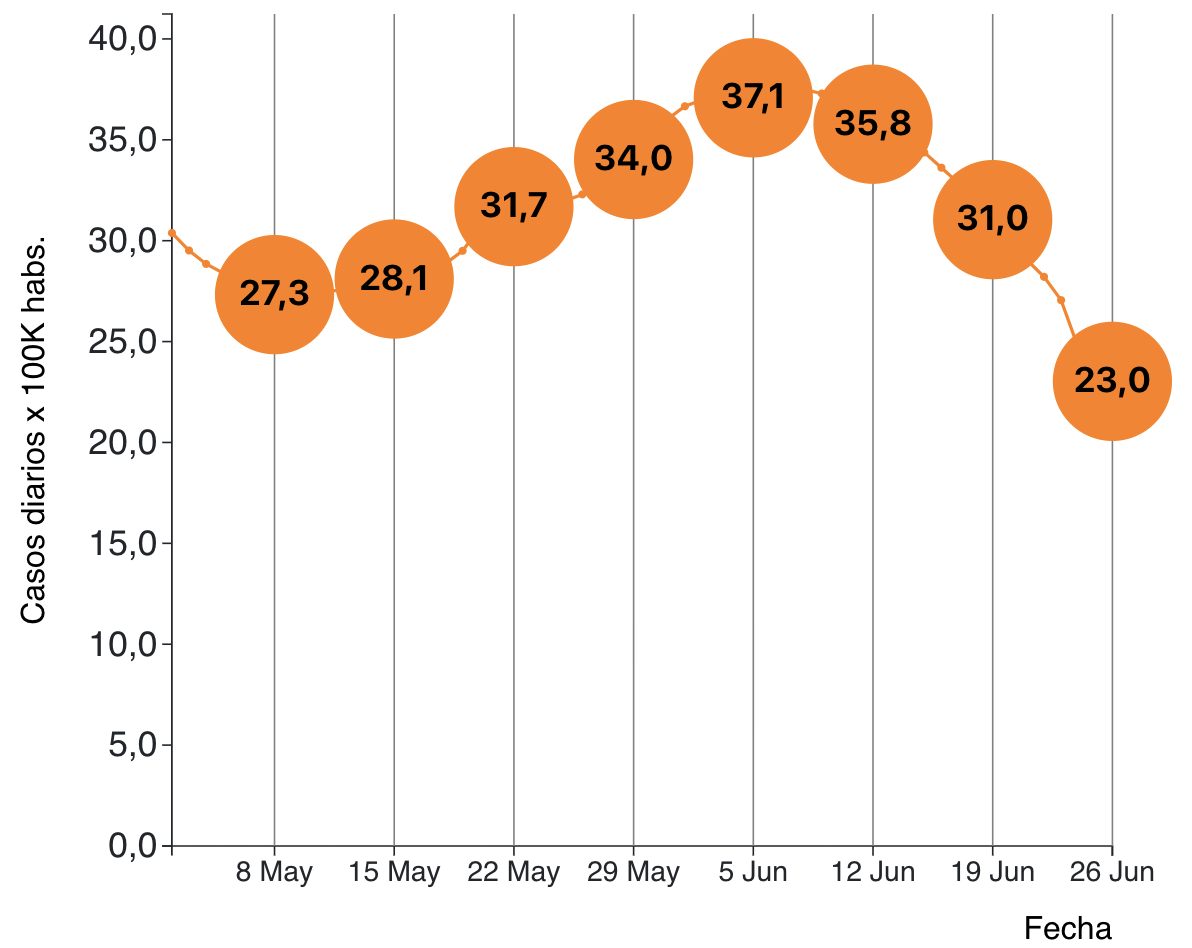 40,0
35,0
30,0
25,0
20,0
15,0
10,0
5,0
0,0
Casos diarios x 100K habs.
27,3
28,1
31,7
34,0
37,1
35,8
31,0
23,0
8 May
15 May
22 May
29 May
5 Jun
12 Jun
19 Jun
26 Jun
Fecha